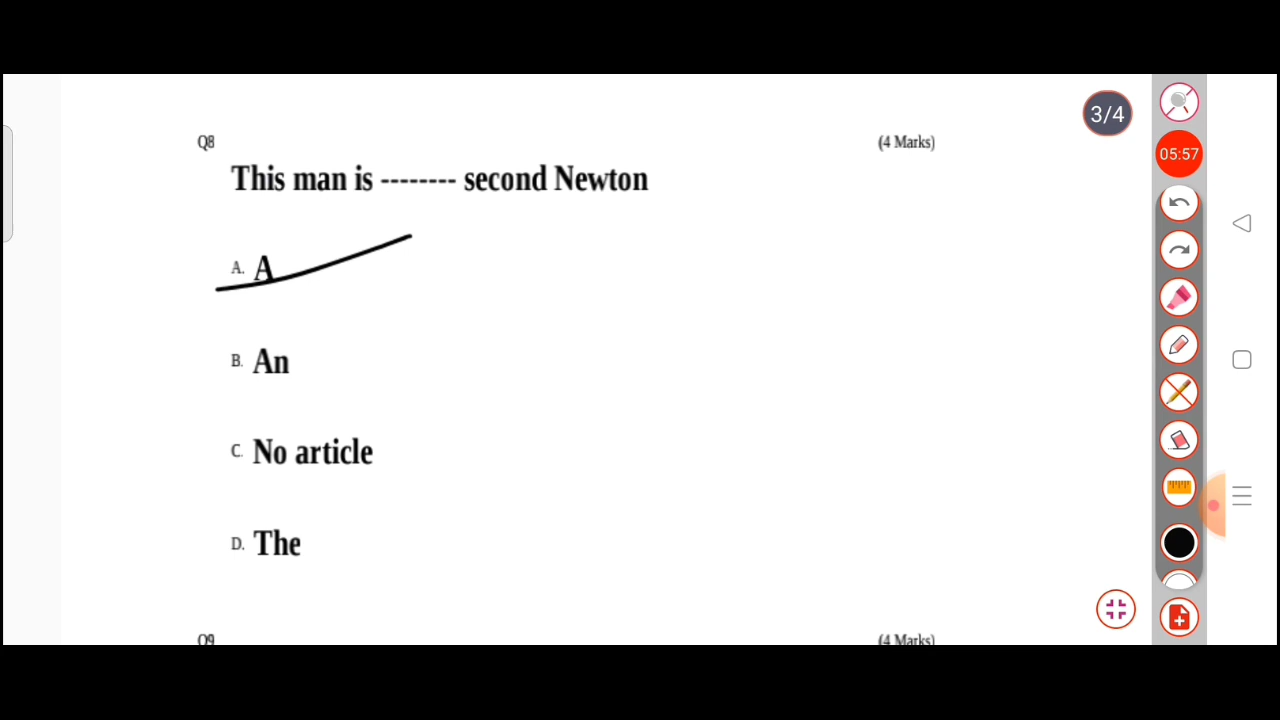 3/4
Q8
(4 Marks)
05:57
This man is -------- second Newton
A. A
B. An
C. No article
D. The
Q9
(4 Marks)